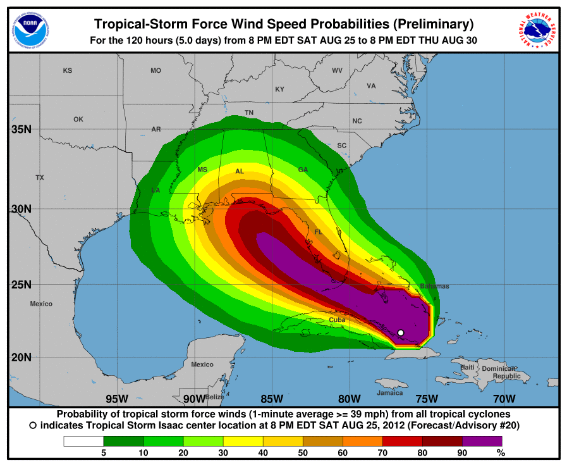 Tropical-Storm Force Wind Speed Probabilities (Preliminary)
For the 120 hours (5.0 days) from 8 PM EDT SAT AUG 25 to 8 PM EDT THU AUG 30
NOAA
NATIONAL WEATHER SERVICE
KS
MO
WV
KY
VA
OK
TN
NC
35N
AR
SC
TX
MS
AL
GA
LA
30N
FL
25N
Bahamas
Mexico
Cuba
20N
Mexico
Haiti
Dominican
Republic
Jamaica
Belize
95W
90W
85W
80W
75W
70W
Probability of tropical storm force winds (1-minute average >= 39 mph) from all tropical cyclones
O indicates Tropical Storm Isaac center location at 8 PM EDT SAT AUG 25, 2012 (Forecast/Advisory #20)
5 10 20 30 40 50 60 70 80 90 %